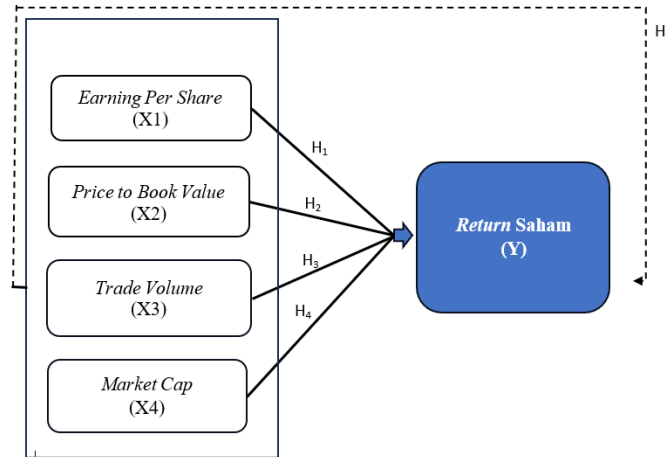 H
Earning Per Share
(X1)
H₁
Price to Book Value
(X2)
H₂
Return Saham
(Y)
H₃
Trade Volume
(X3)
H₄
Market Cap
(X4)